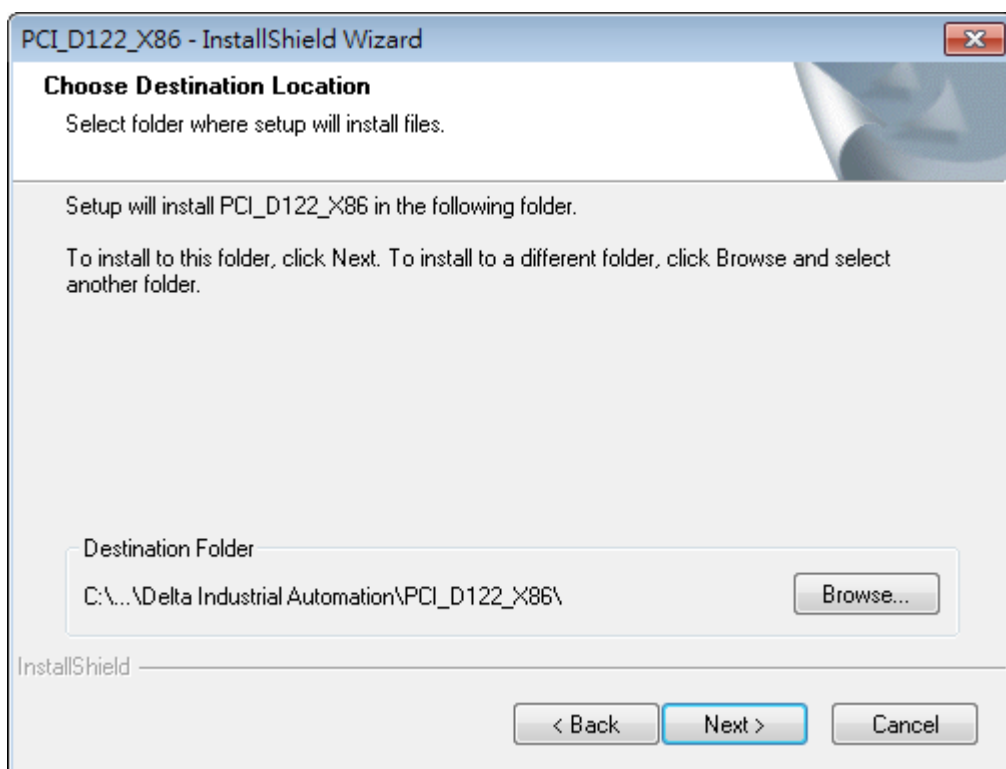 PCI_D122_X86 - InstallShield Wizard
Choose Destination Location
Select folder where setup will install files.
Setup will install PCI_D122_X86 in the following folder.
To install to this folder, click Next. To install to a different folder, click Browse and select
another folder.
Destination Folder
C:\...\Delta Industrial Automation\PCI_D122_X86\
Browse...
InstallShield
< Back
Next >
Cancel